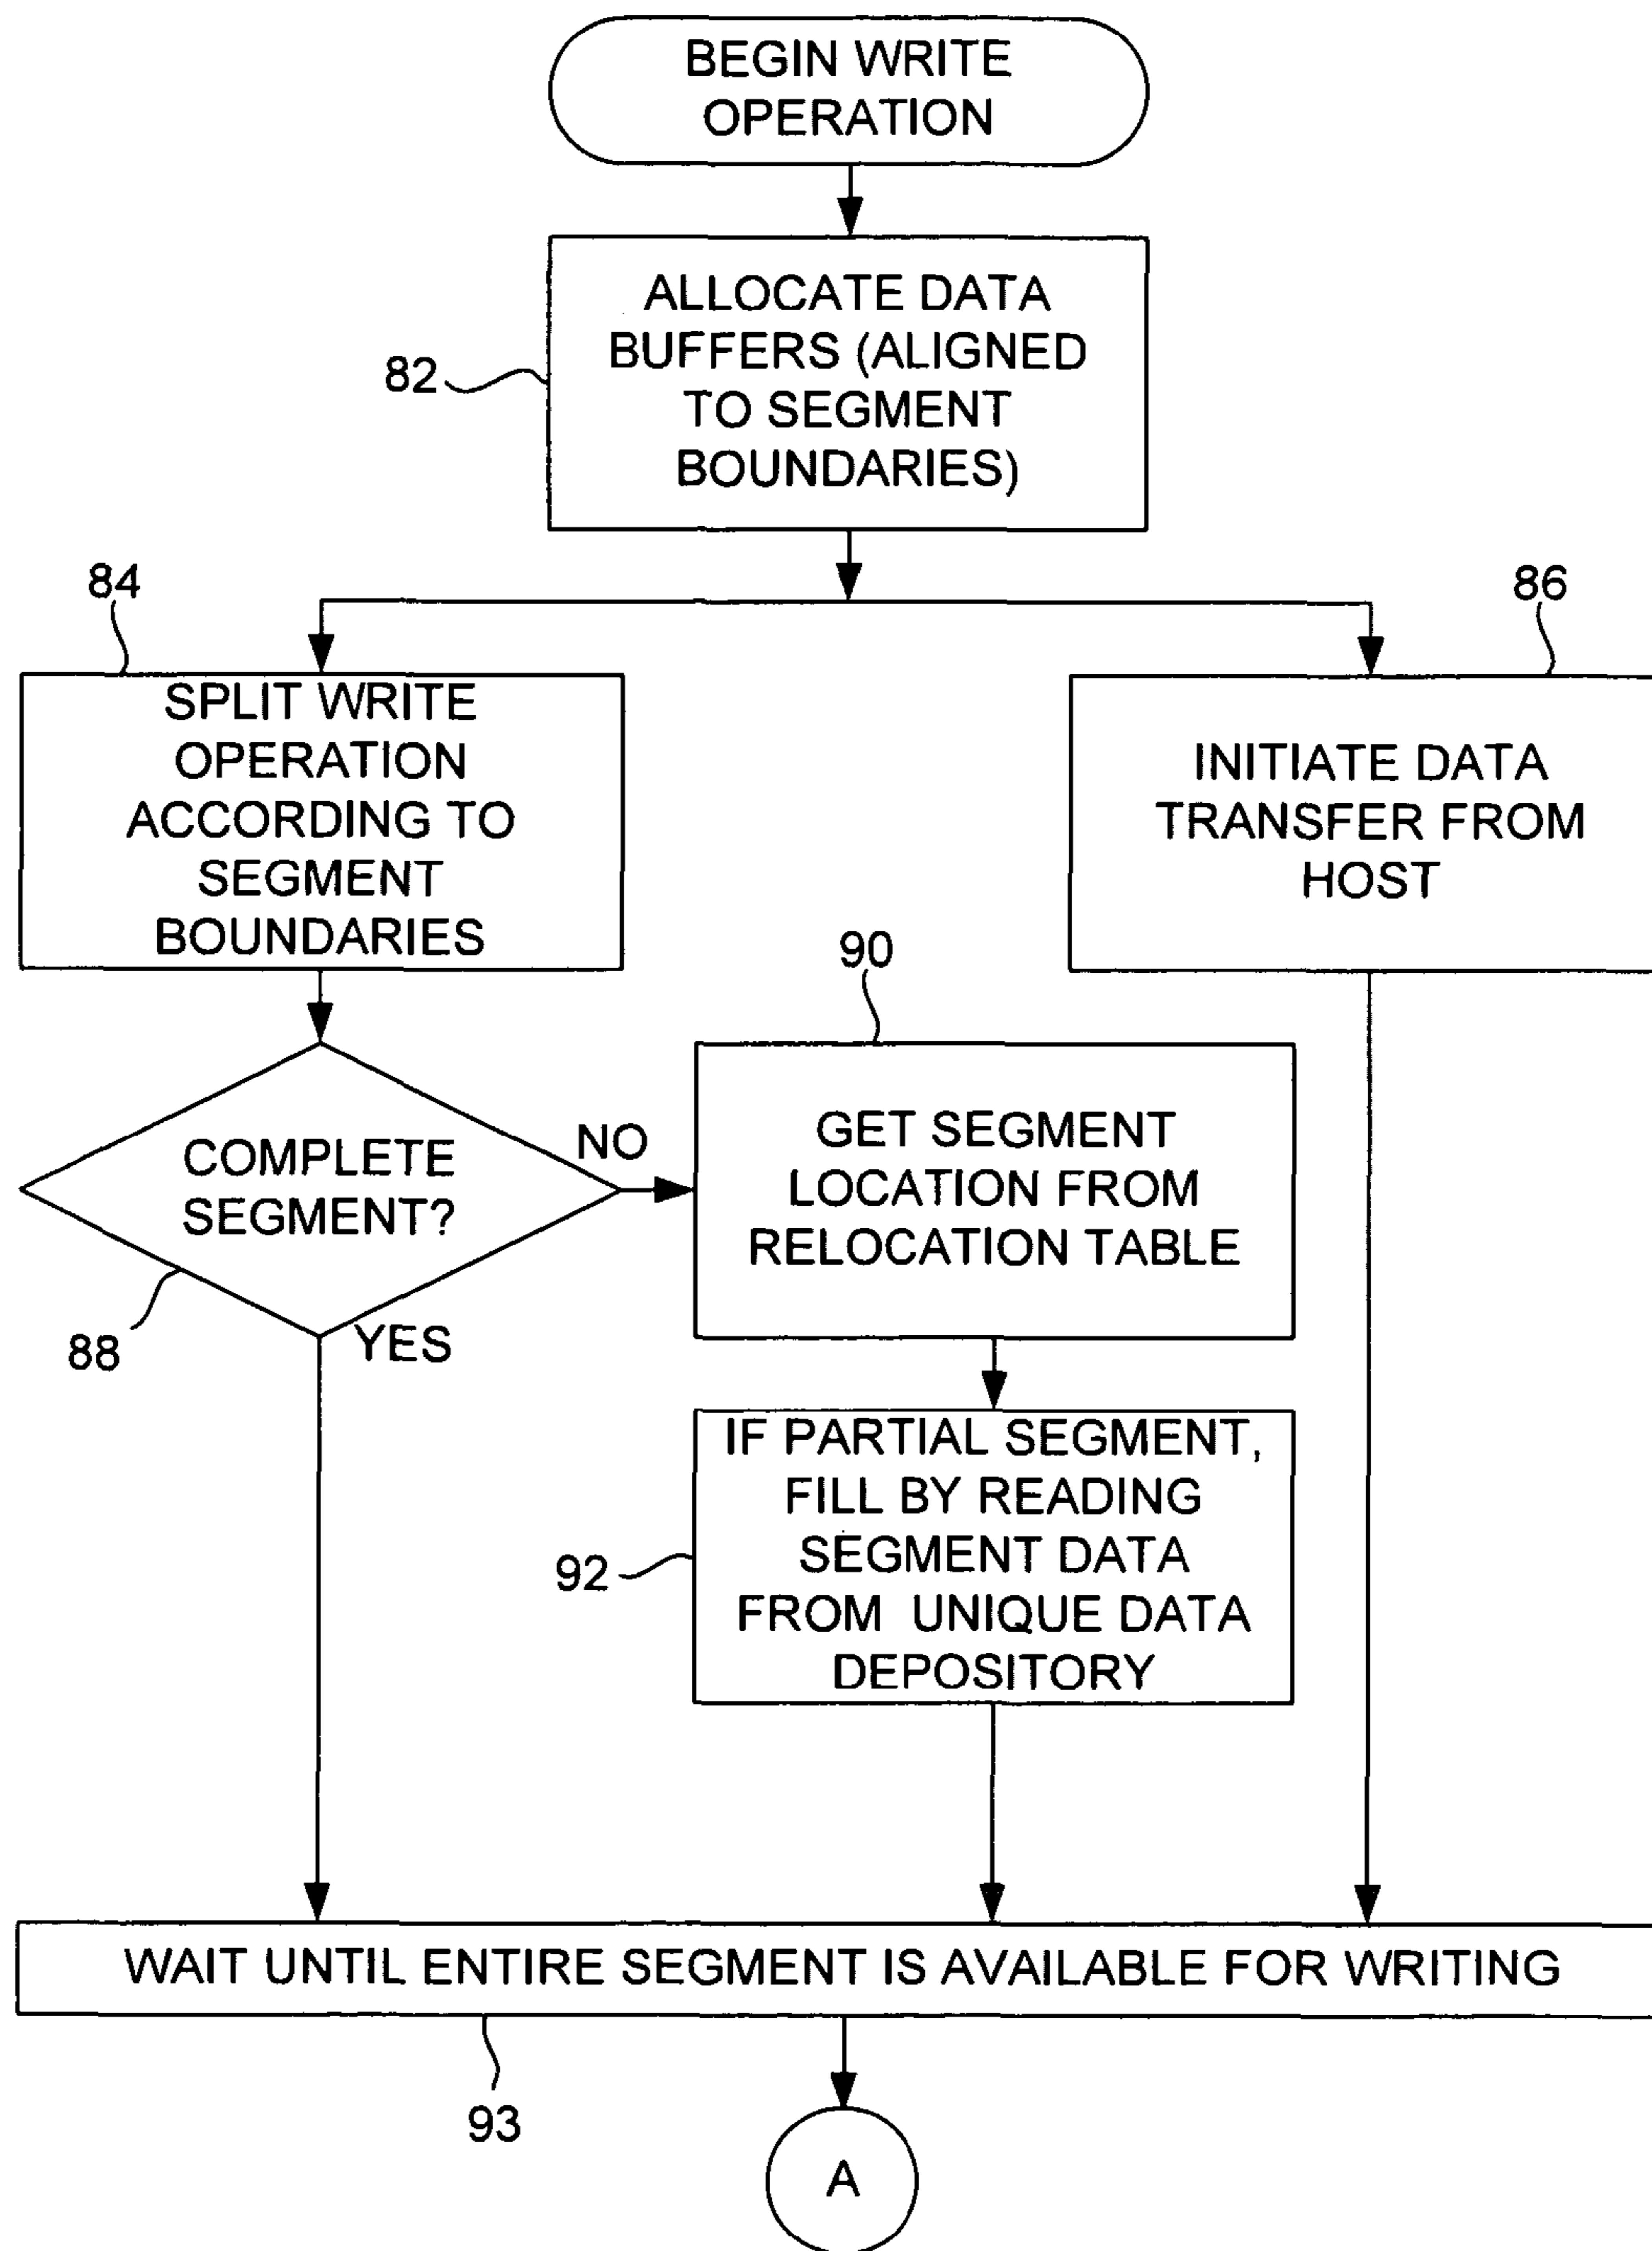 BEGIN WRITE
OPERATION
ALLOCATE DATA
BUFFERS (ALIGNED
TO SEGMENT
BOUNDARIES)
82
84
86
SPLIT WRITE
OPERATION
ACCORDING TO
SEGMENT
BOUNDARIES
INITIATE DATA
TRANSFER FROM
HOST
90
COMPLETE
SEGMENT?
NO
88
YES
GET SEGMENT
LOCATION FROM
RELOCATION TABLE
IF PARTIAL SEGMENT,
FILL BY READING
SEGMENT DATA
FROM UNIQUE DATA
DEPOSITORY
92
WAIT UNTIL ENTIRE SEGMENT IS AVAILABLE FOR WRITING
93
A